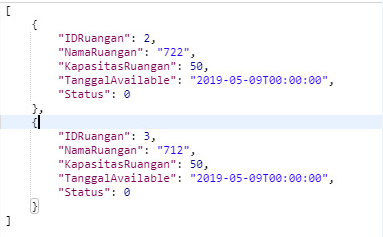 [
    {
        "IDRuangan": 2,
        "NamaRuangan": "722",
        "KapasitasRuangan": 50,
        "TanggalAvailable": "2019-05-09T00:00:00",
        "Status": 0
    },
    {
        "IDRuangan": 3,
        "NamaRuangan": "712",
        "KapasitasRuangan": 50,
        "TanggalAvailable": "2019-05-09T00:00:00",
        "Status": 0
    }
]